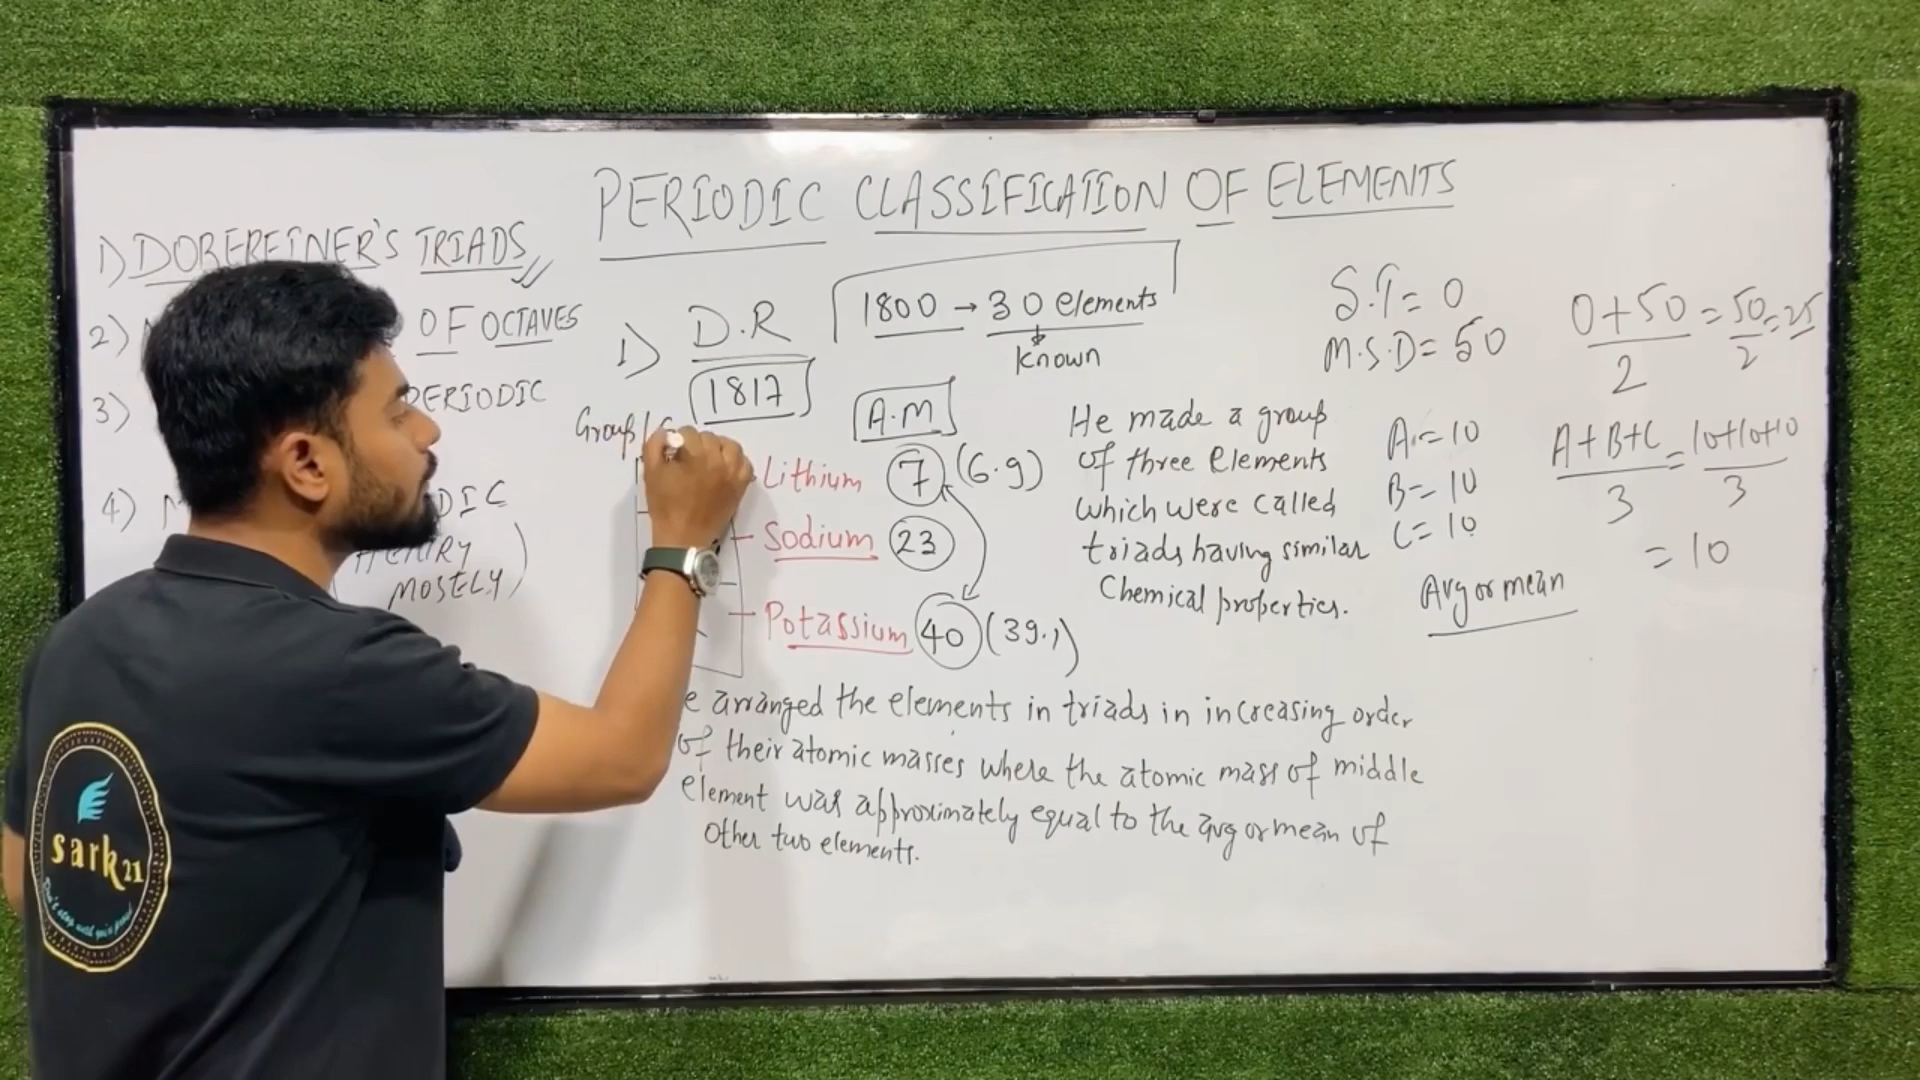 PERIODIC CLASSIFICATION OF ELEMENTS
1) DOBEREINER'S TRIADS
2) OF OCTAVES
3) PERIODIC
4) DIC
HENRY
MOSTELY
1) D.R
1817
1800 → 30 elements
known
Group/
A.M
Lithium 7 (6.9)
Sodium 23
Potassium 40 (39.1)
He made a group
of three elements
which were called
triads having similar
Chemical properties.
S.T = 0
M.S.D = 50
0+50/2 = 50/2 = 25
A = 10
B = 10
C = 10
A+B+C/3 = 10+10+10/3
= 10
Avg or mean
e arranged the elements in triads in increasing order
of their atomic masses where the atomic mass of middle
element was approximately equal to the avg or mean of
Other two elements.
sark21